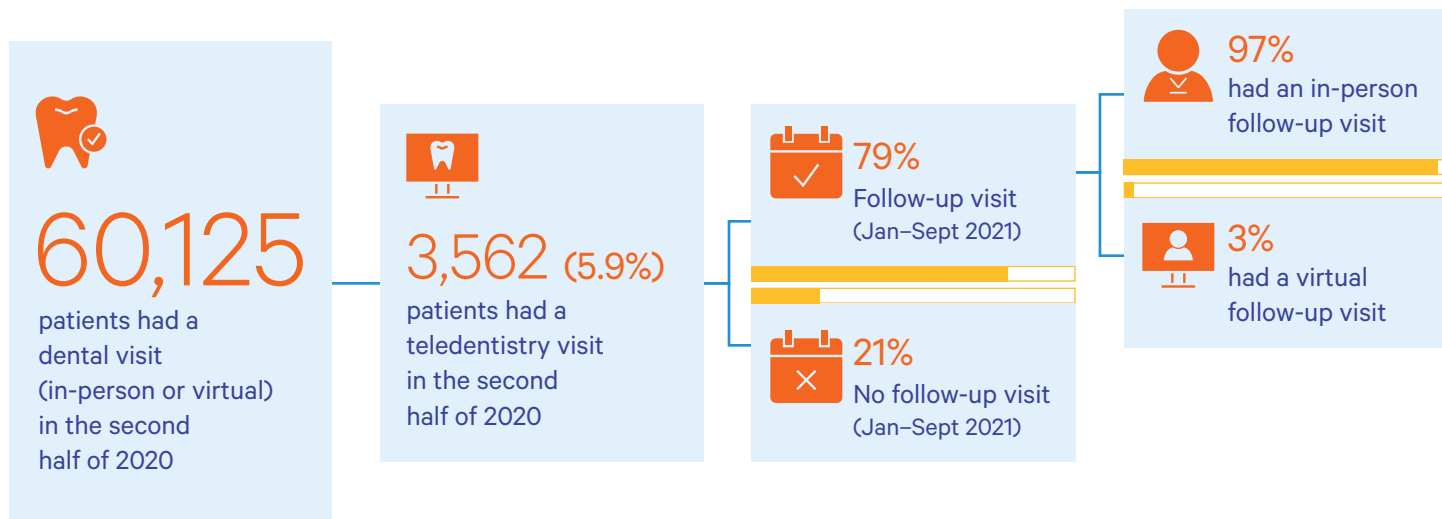 60,125
patients had a
dental visit
(in-person or virtual)
in the second
half of 2020
3,562 (5.9%)
patients had a
teledentistry visit
in the second
half of 2020
79%
Follow-up visit
(Jan–Sept 2021)
21%
No follow-up visit
(Jan–Sept 2021)
97%
had an in-person
follow-up visit
3%
had a virtual
follow-up visit